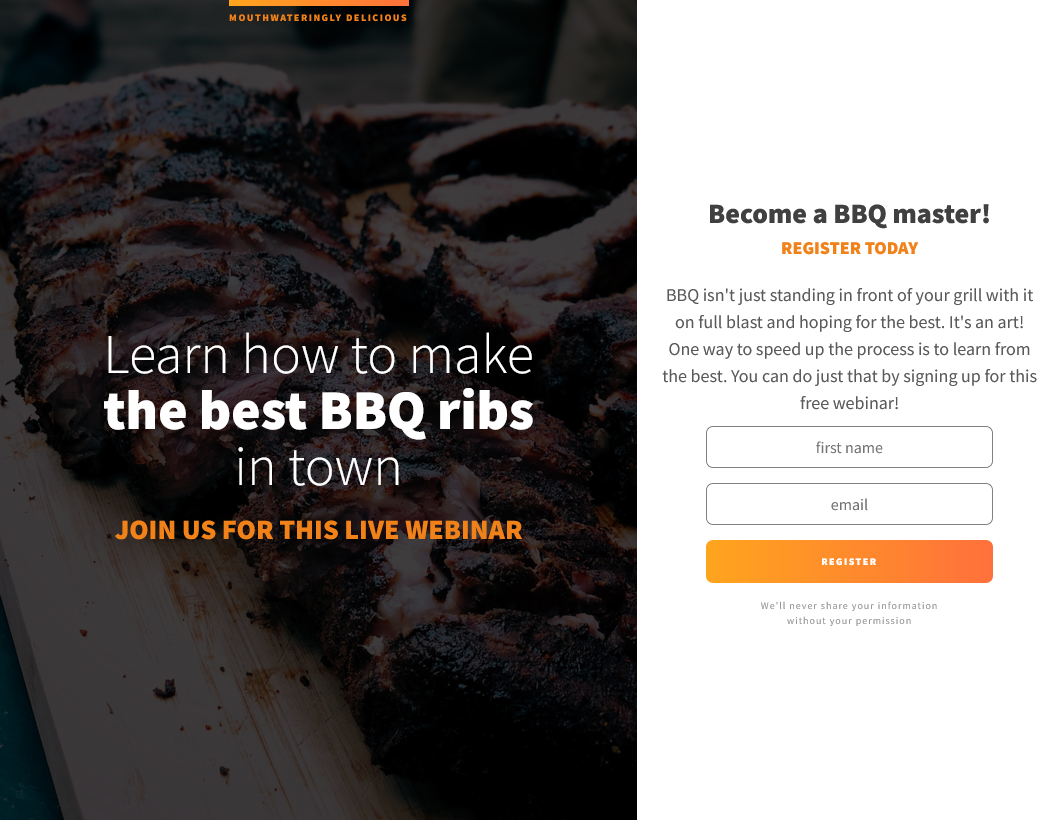 MOUTHWATERINGLY DELICIOUS
Learn how to make
the best BBQ ribs
in town
JOIN US FOR THIS LIVE WEBINAR
Become a BBQ master!
REGISTER TODAY
BBQ isn't just standing in front of your grill with it
on full blast and hoping for the best. It's an art!
One way to speed up the process is to learn from
the best. You can do just that by signing up for this
free webinar!
first name
email
REGISTER
We'll never share your information
without your permission